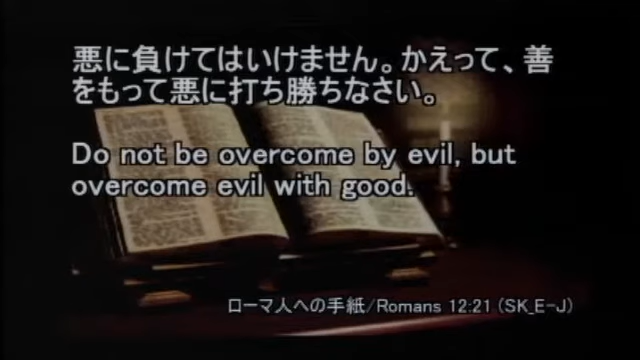 悪に負けてはいけません。かえって、善
をもって悪に打ち勝ちなさい。
Do not be overcome by evil, but
overcome evil with good.
ローマ人への手紙/Romans 12:21 (SK_E-J)